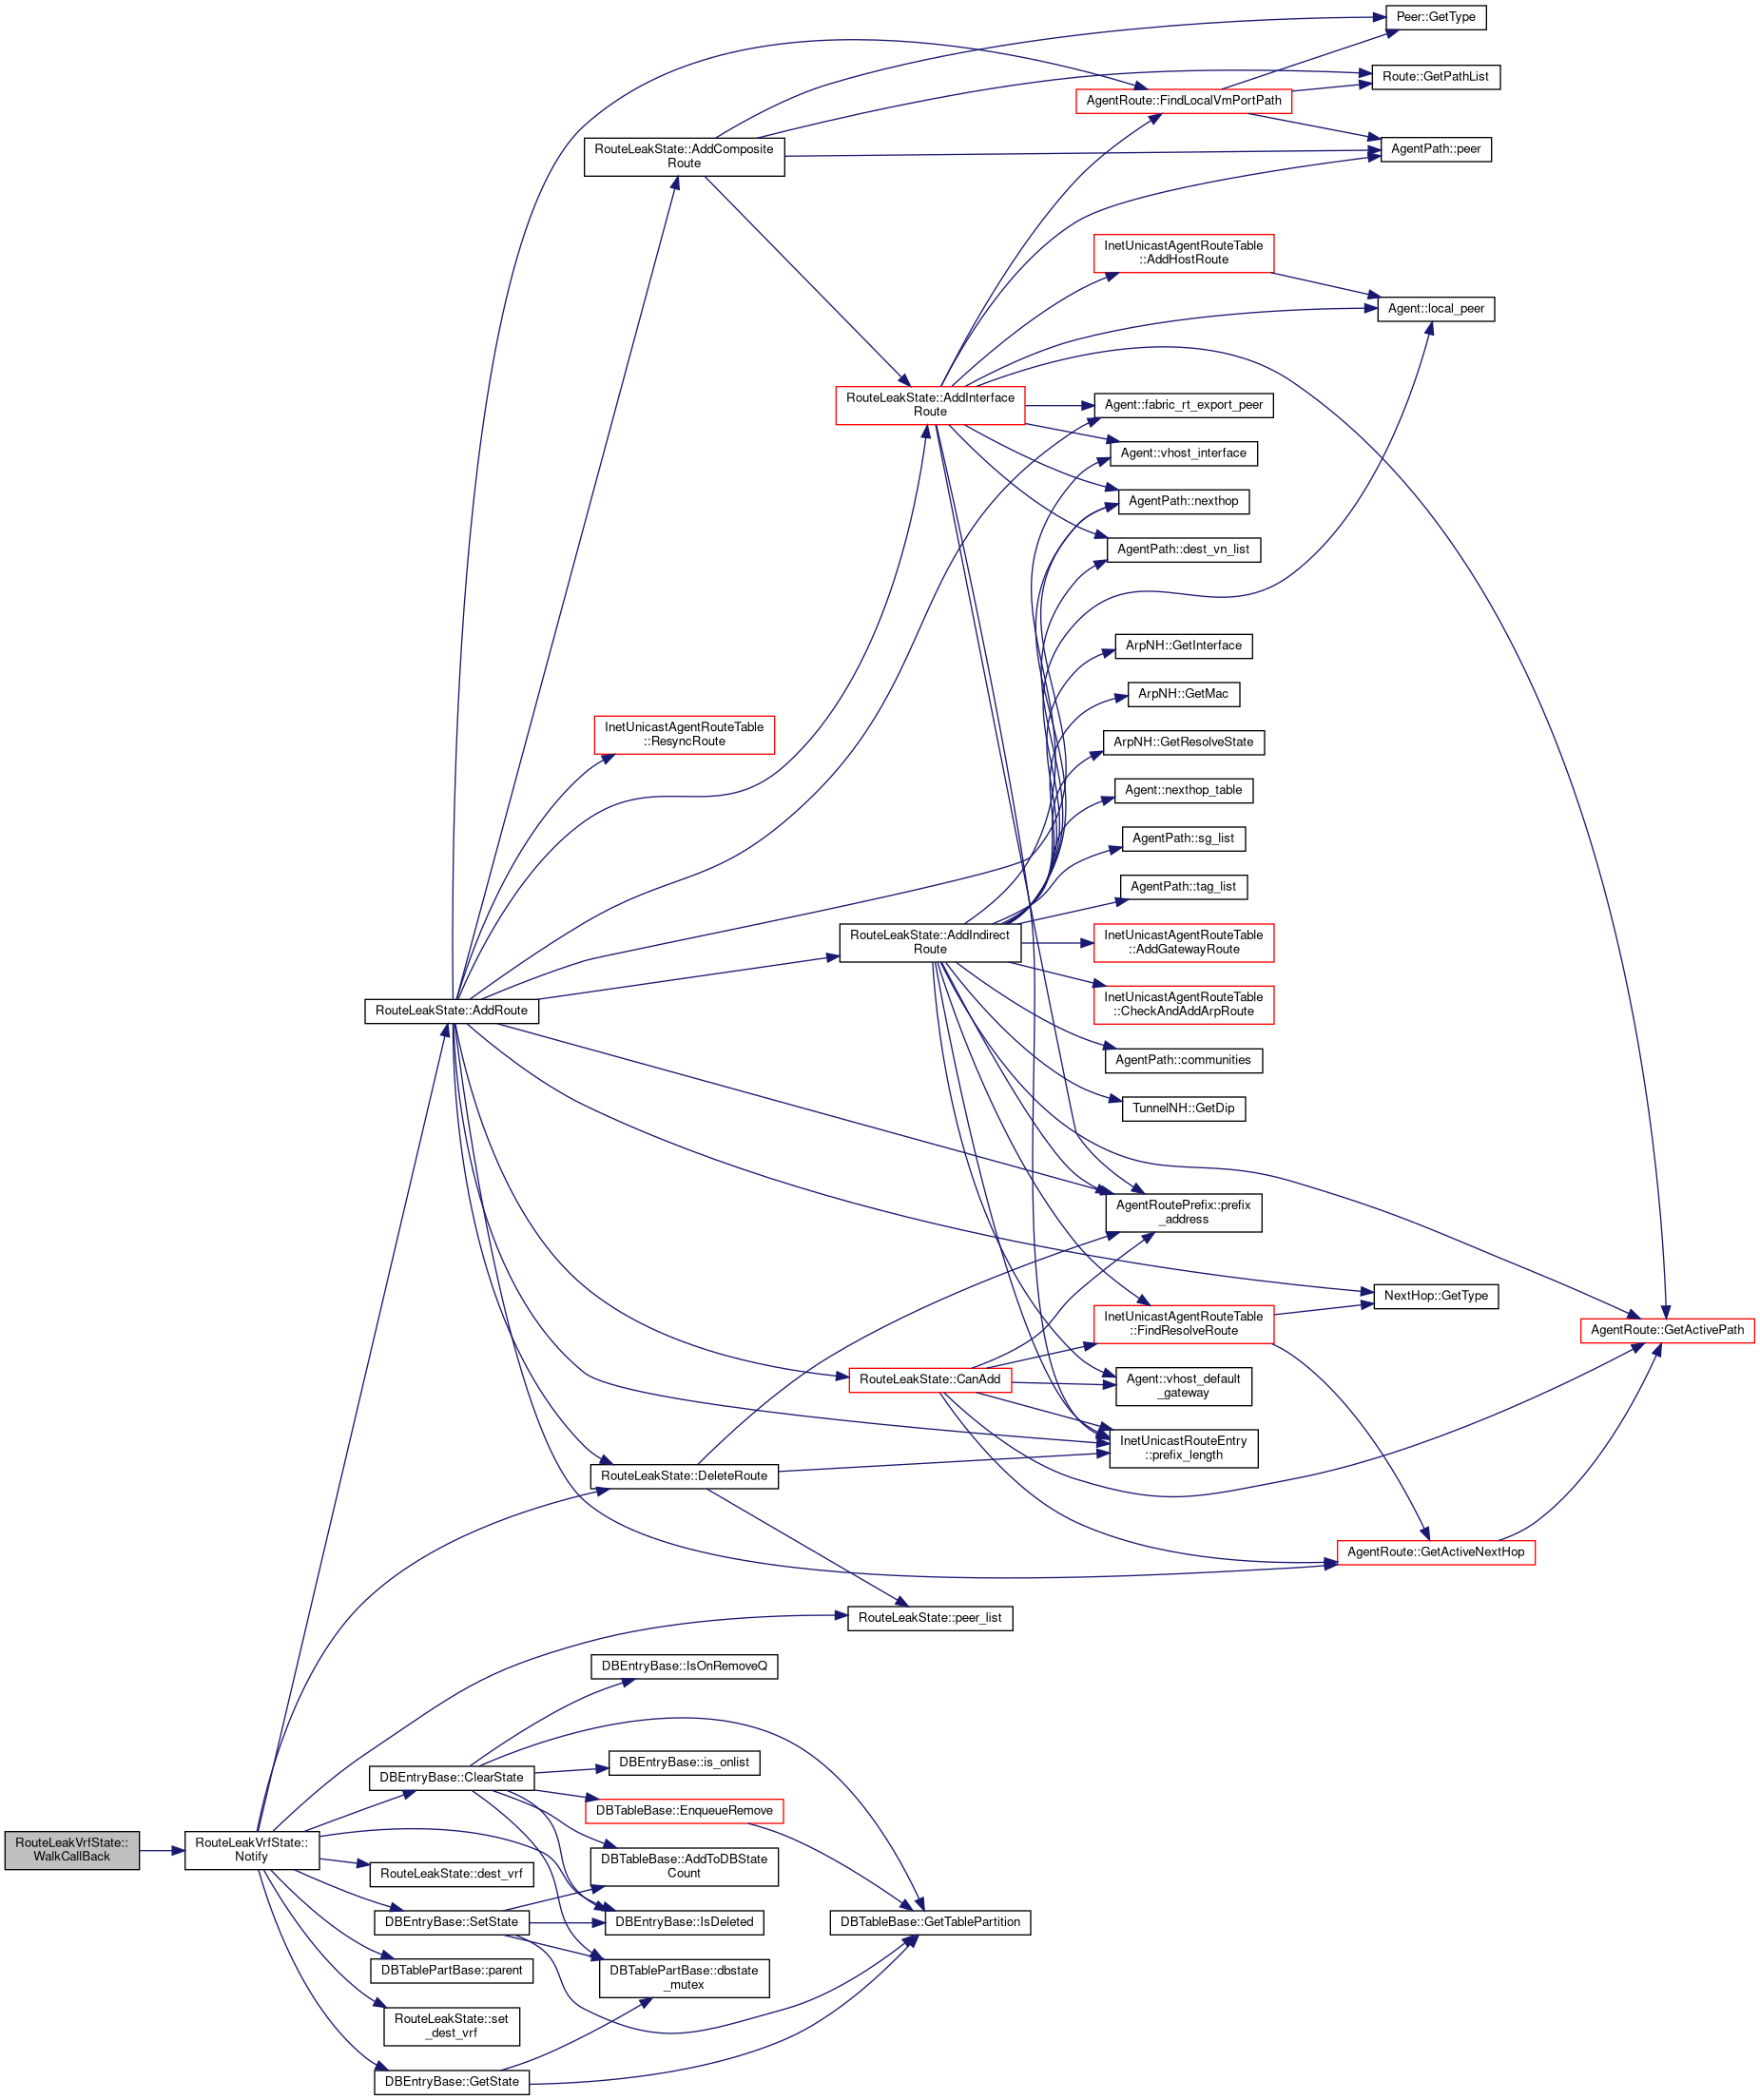 Peer::GetType
Route::GetPathList
AgentRoute::FindLocalVmPortPath
AgentPath::peer
RouteLeakState::AddComposite
Route
InetUnicastAgentRouteTable
::AddHostRoute
Agent::local_peer
RouteLeakState::AddInterface
Route
Agent::fabric_rt_export_peer
Agent::vhost_interface
AgentPath::nexthop
AgentPath::dest_vn_list
ArpNH::GetInterface
ArpNH::GetMac
InetUnicastAgentRouteTable
::ResyncRoute
ArpNH::GetResolveState
Agent::nexthop_table
AgentPath::sg_list
AgentPath::tag_list
RouteLeakState::AddIndirect
Route
InetUnicastAgentRouteTable
::AddGatewayRoute
InetUnicastAgentRouteTable
::CheckAndAddArpRoute
RouteLeakState::AddRoute
AgentPath::communities
TunnelNH::GetDip
AgentRoutePrefix::prefix
_address
NextHop::GetType
InetUnicastAgentRouteTable
::FindResolveRoute
AgentRoute::GetActivePath
RouteLeakState::CanAdd
Agent::vhost_default
_gateway
InetUnicastRouteEntry
::prefix_length
RouteLeakState::DeleteRoute
AgentRoute::GetActiveNextHop
RouteLeakState::peer_list
DBEntryBase::IsOnRemoveQ
DBEntryBase::is_onlist
DBEntryBase::ClearState
DBTableBase::EnqueueRemove
RouteLeakVrfState::
WalkCallBack
RouteLeakVrfState::
Notify
DBTableBase::AddToDBState
Count
RouteLeakState::dest_vrf
DBEntryBase::SetState
DBEntryBase::IsDeleted
DBTableBase::GetTablePartition
DBTablePartBase::parent
DBTablePartBase::dbstate
_mutex
RouteLeakState::set
_dest_vrf
DBEntryBase::GetState